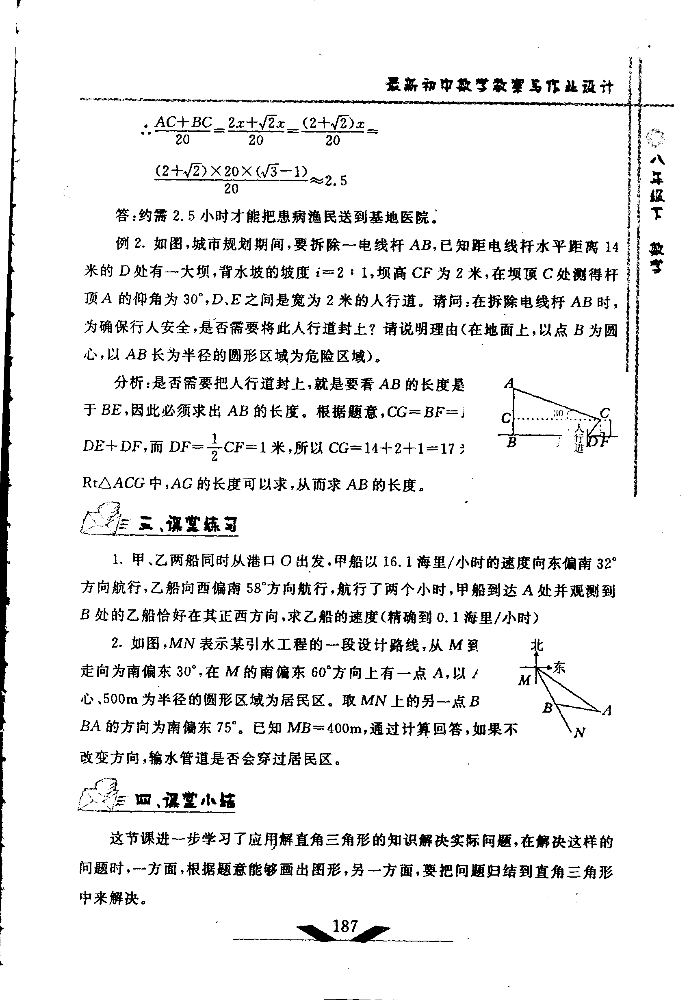 最新初中数学教案与作业设计
八年级下 数学
∴ (AC+BC)/20 = (2x+√2x)/20 = ((2+√2)x)/20 =
((2+√2)×20×(√3-1))/20 ≈2.5
答:约需 2.5 小时才能把患病渔民送到基地医院。
例 2. 如图,城市规划期间,要拆除一电线杆 AB,已知距电线杆水平距离 14
米的 D 处有一大坝,背水坡的坡度 i=2∶1,坝高 CF 为 2 米,在坝顶 C 处测得杆
顶 A 的仰角为 30°,D、E 之间是宽为 2 米的人行道。请问:在拆除电线杆 AB 时,
为确保行人安全,是否需要将此人行道封上? 请说明理由(在地面上,以点 B 为圆
心,以 AB 长为半径的圆形区域为危险区域)。
分析:是否需要把人行道封上,就是要看 AB 的长度是
于 BE,因此必须求出 AB 的长度。根据题意,CG=BF=
DE+DF,而 DF=1/2CF=1 米,所以 CG=14+2+1=17
Rt△ACG 中,AG 的长度可以求,从而求 AB 的长度。
A
C 30 C
B 人行道 D F
三、课堂练习
1. 甲、乙两船同时从港口 O 出发,甲船以 16.1 海里/小时的速度向东偏南 32°
方向航行,乙船向西偏南 58°方向航行,航行了两个小时,甲船到达 A 处并观测到
B 处的乙船恰好在其正西方向,求乙船的速度(精确到 0.1 海里/小时)
2. 如图,MN 表示某引水工程的一段设计路线,从 M 到
走向为南偏东 30°,在 M 的南偏东 60°方向上有一点 A,以
心、500m 为半径的圆形区域为居民区。取 MN 上的另一点 B
BA 的方向为南偏东 75°。已知 MB=400m,通过计算回答,如果不
改变方向,输水管道是否会穿过居民区。
北
东
M
B A
N
四、课堂小结
这节课进一步学习了应用解直角三角形的知识解决实际问题,在解决这样的
问题时,一方面,根据题意能够画出图形,另一方面,要把问题归结到直角三角形
中来解决。
187